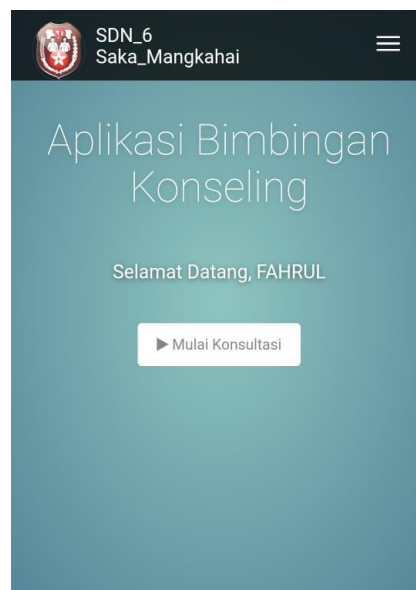 SDN_6
Saka_Mangkahai
Aplikasi Bimbingan
Konseling
Selamat Datang, FAHRUL
Mulai Konsultasi